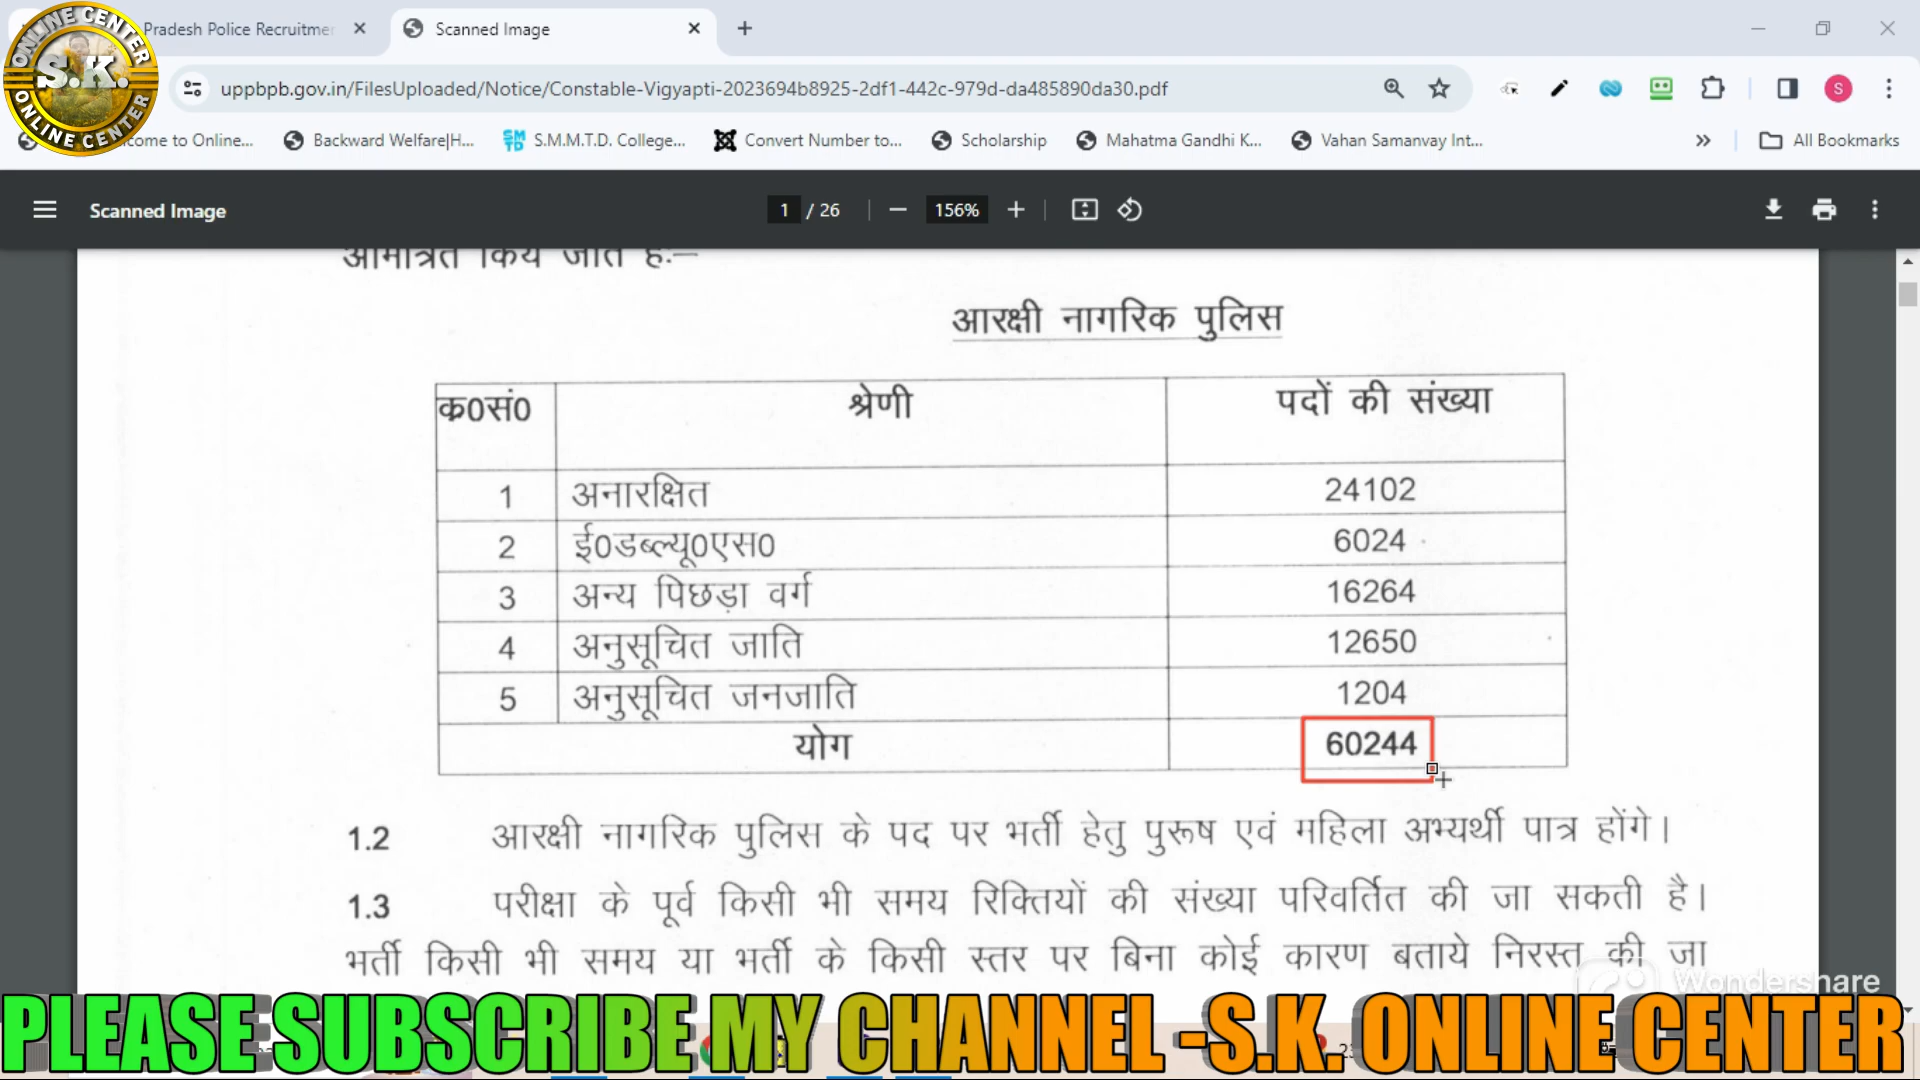 Pradesh Police Recruitme
Scanned Image
ONLINE CENTER
S.K.
ONLINE CENTER
uppbpb.gov.in/FilesUploaded/Notice/Constable-Vigyapti-2023694b8925-2df1-442c-979d-da485890da30.pdf
S
come to Online...
Backward Welfare|H...
S.M.M.T.D. College...
Convert Number to...
Scholarship
Mahatma Gandhi K...
Vahan Samanvay Int...
All Bookmarks
Scanned Image
1 / 26
156%
आमंत्रित किये जाते हैः—
आरक्षी नागरिक पुलिस
क0सं0 श्रेणी पदों की संख्या
1 अनारक्षित 24102
2 ई0डब्ल्यू0एस0 6024
3 अन्य पिछड़ा वर्ग 16264
4 अनुसूचित जाति 12650
5 अनुसूचित जनजाति 1204
योग 60244
1.2 आरक्षी नागरिक पुलिस के पद पर भर्ती हेतु पुरूष एवं महिला अभ्यर्थी पात्र होंगे।
1.3 परीक्षा के पूर्व किसी भी समय रिक्तियों की संख्या परिवर्तित की जा सकती है।
भर्ती किसी भी समय या भर्ती के किसी स्तर पर बिना कोई कारण बताये निरस्त की जा
Wondershare
PLEASE SUBSCRIBE MY CHANNEL -S.K. ONLINE CENTER